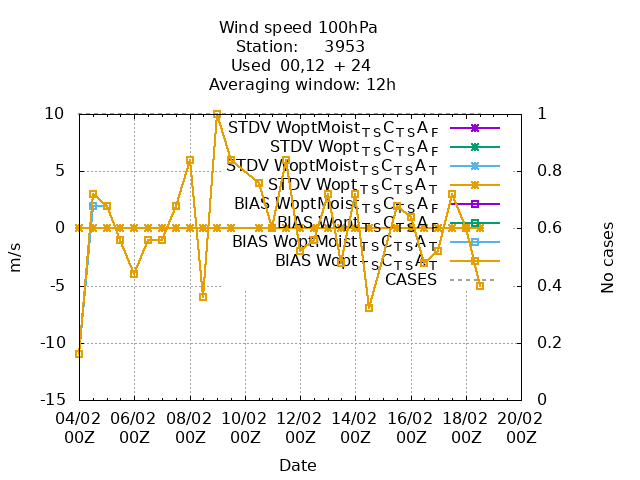 Wind speed 100hPa
Station: 3953
Used 00,12 + 24
Averaging window: 12h
10 1
STDV WoptMoist_TS C_TS A_F
STDV Wopt_TS C_TS A_F
5 0.8
STDV WoptMoist_TS C_TS A_T
STDV Wopt_TS C_TS A_T
BIAS WoptMoist_TS C_TS A_F
BIAS Wopt_TS C_TS A_F
0 0.6
BIAS WoptMoist_TS C_TS A_T
BIAS Wopt_TS C_TS A_T
CASES
-5 0.4
-10 0.2
-15 0
m/s
No cases
04/02 06/02 08/02 10/02 12/02 14/02 16/02 18/02 20/02
00Z 00Z 00Z 00Z 00Z 00Z 00Z 00Z 00Z
Date